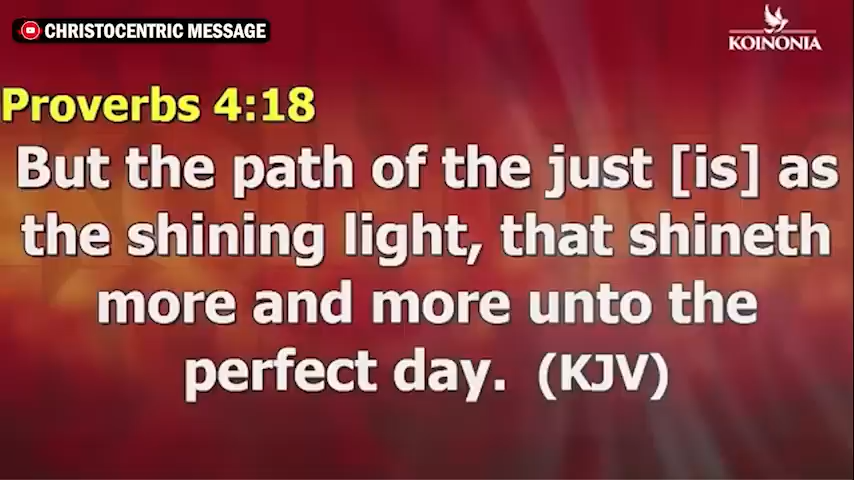 CHRISTOCENTRIC MESSAGE
KOINONIA
Proverbs 4:18
But the path of the just [is] as
the shining light, that shineth
more and more unto the
perfect day. (KJV)